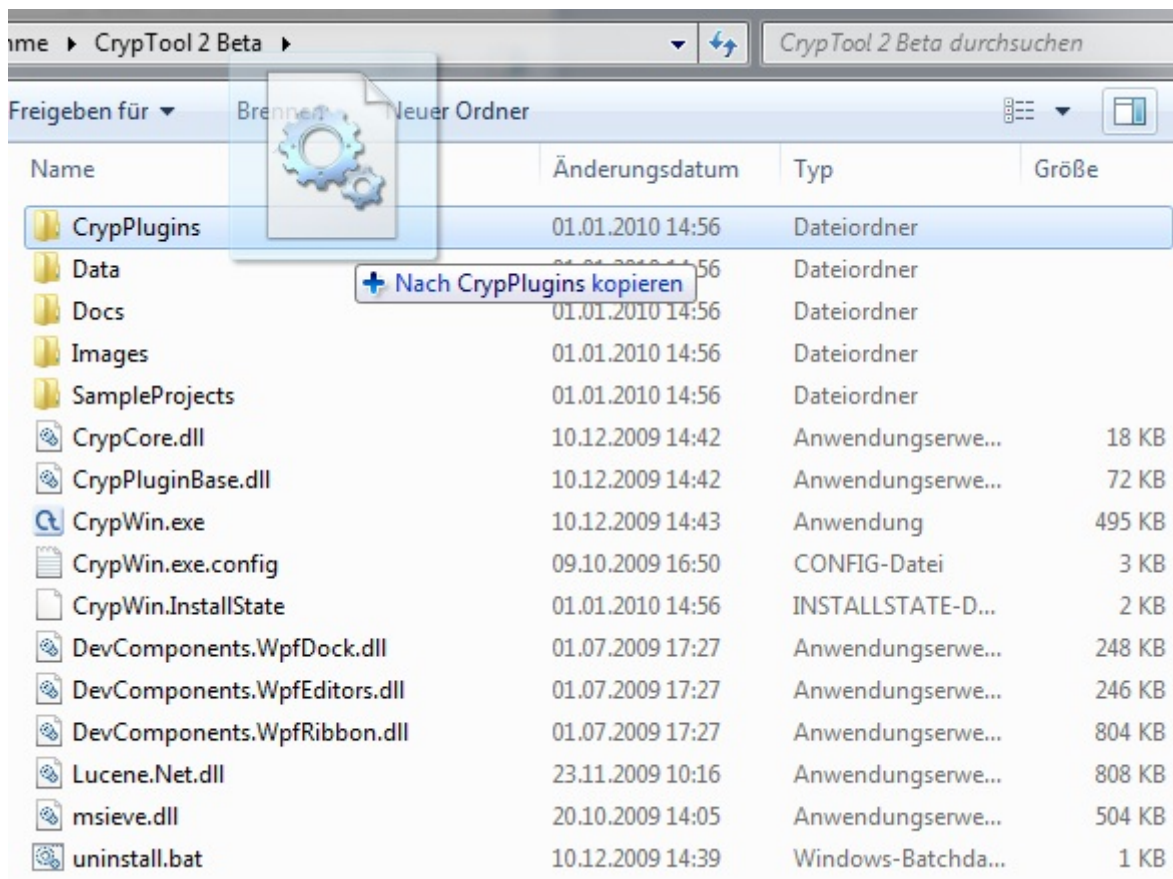 CrypTool 2 Beta
CrypTool 2 Beta durchsuchen
Freigeben für Brennen Neuer Ordner
Name Änderungsdatum Typ Größe
CrypPlugins 01.01.2010 14:56 Dateiordner
Data 01.01.2010 14:56 Dateiordner
Nach CrypPlugins kopieren
Docs 01.01.2010 14:56 Dateiordner
Images 01.01.2010 14:56 Dateiordner
SampleProjects 01.01.2010 14:56 Dateiordner
CrypCore.dll 10.12.2009 14:42 Anwendungserwe... 18 KB
CrypPluginBase.dll 10.12.2009 14:42 Anwendungserwe... 72 KB
CrypWin.exe 10.12.2009 14:43 Anwendung 495 KB
CrypWin.exe.config 09.10.2009 16:50 CONFIG-Datei 3 KB
CrypWin.InstallState 01.01.2010 14:56 INSTALLSTATE-D... 2 KB
DevComponents.WpfDock.dll 01.07.2009 17:27 Anwendungserwe... 248 KB
DevComponents.WpfEditors.dll 01.07.2009 17:27 Anwendungserwe... 246 KB
DevComponents.WpfRibbon.dll 01.07.2009 17:27 Anwendungserwe... 804 KB
Lucene.Net.dll 23.11.2009 10:16 Anwendungserwe... 808 KB
msieve.dll 20.10.2009 14:05 Anwendungserwe... 504 KB
uninstall.bat 10.12.2009 14:39 Windows-Batchda... 1 KB